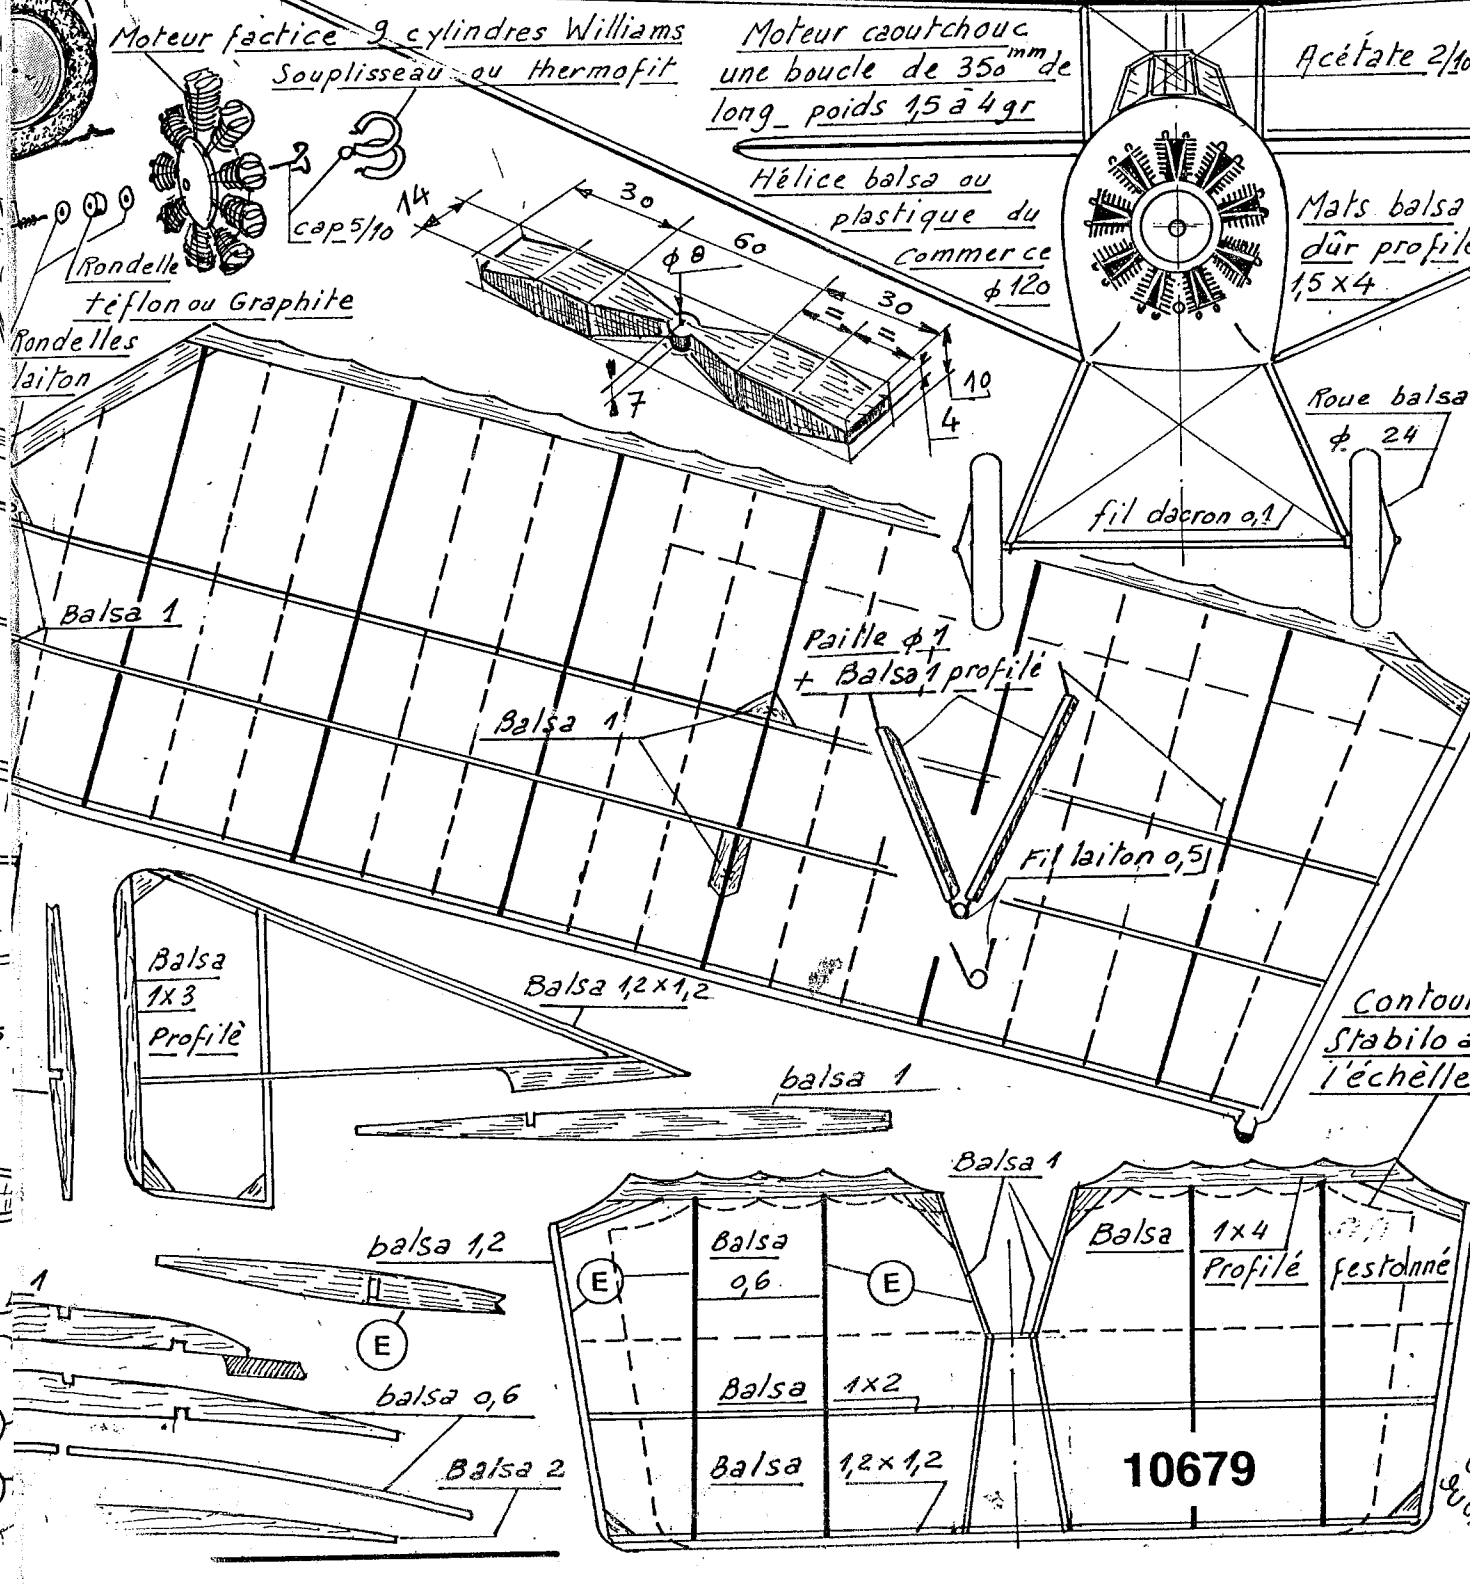 Moteur factice 9 cylindres Williams
Souplisseau ou thermofit
Moteur caoutchouc
une boucle de 350 mm de
long_ poids 1,5 à 4 gr
Acétate 2/10
Hélice balsa ou
plastique du
Commerce
ϕ 120
Mats balsa
dûr profilé
1,5 x 4
14
30
60
ϕ 8
30
=
=
10
4
7
cap 5/10
Rondelle
téflon ou Graphite
Rondelles
laiton
Roue balsa
ϕ 24
fil dacron 0,1
Balsa 1
Paille ϕ 1
+ Balsa 1 profilé
Balsa 1
Fil laiton 0,5
Balsa
1x3
Profilé
Balsa 1,2 x 1,2
Contour
Stabilo à
l'échèlle
balsa 1
Balsa 1
balsa 1,2
E
Balsa
0,6
E
Balsa 1x4
Profilé festonné
1
E
balsa 0,6
Balsa 1x2
Balsa 2
Balsa 1,2 x 1,2
10679